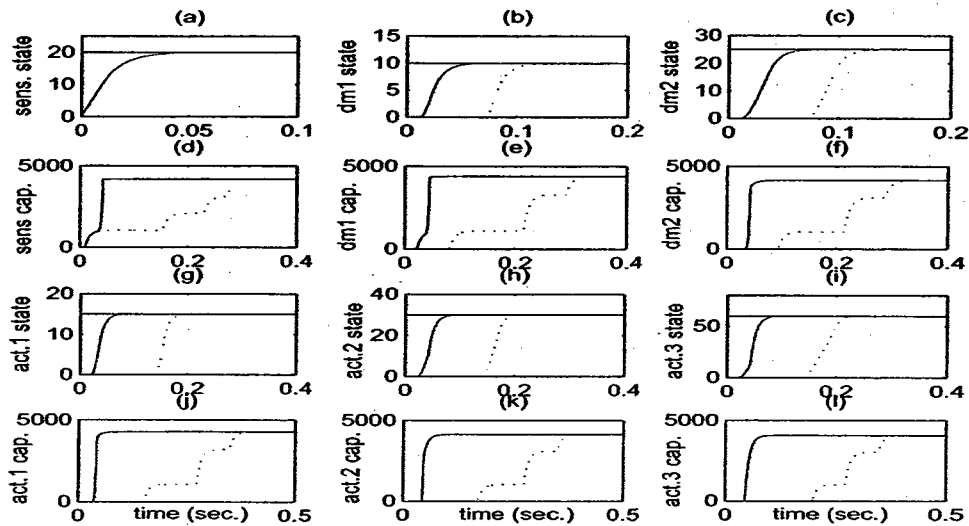 (a) (b) (c)
sens. state 20 10 0 0 0.05 0.1
dm1 state 15 10 5 0 0 0.1 0.2
dm2 state 30 20 10 0 0 0.1 0.2
(d) (e) (f)
sens cap. 5000 0 0 0.2 0.4
dm1 cap. 5000 0 0 0.2 0.4
dm2 cap. 5000 0 0 0.2 0.4
(g) (h) (i)
act.1 state 20 10 0 0 0.2 0.4
act.2 state 40 20 0 0 0.2 0.4
act.3 state 50 0 0 0.2 0.4
(j) (k) (l)
act.1 cap. 5000 0 0 time (sec.) 0.5
act.2 cap. 5000 0 0 time (sec.) 0.5
act.3 cap. 5000 0 0 time (sec.) 0.5